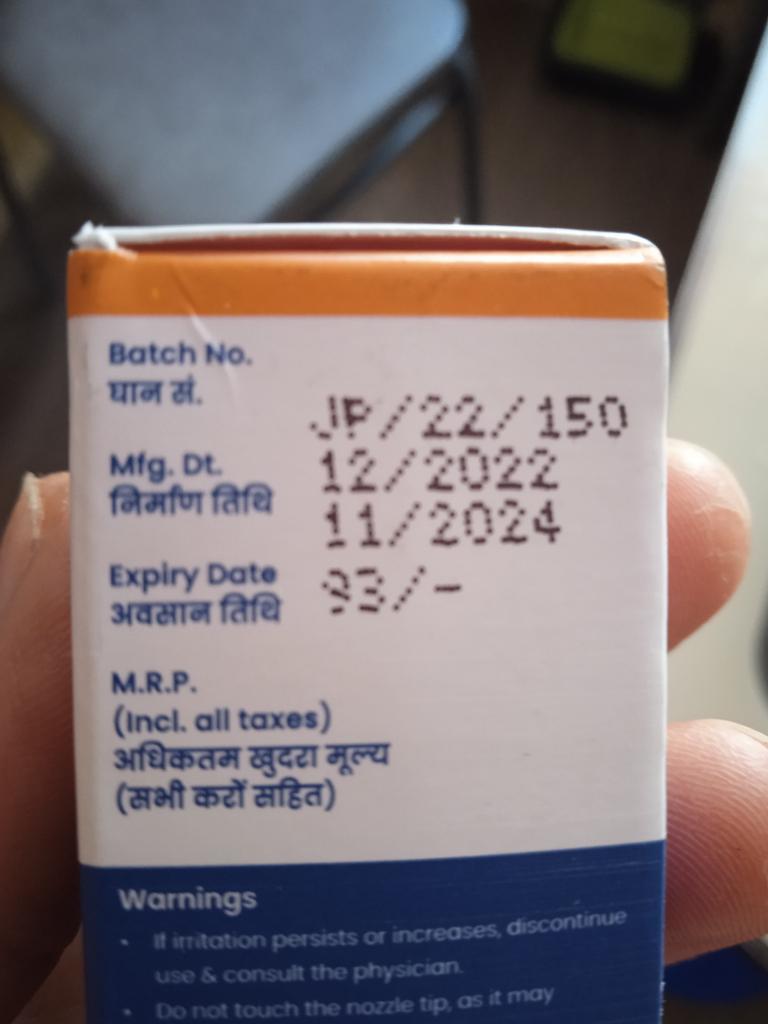 Batch No.
घान सं.
JP/22/150
Mfg. Dt.
निर्माण तिथि
12/2022
11/2024
Expiry Date
अवसान तिथि
93/-
M.R.P.
(Incl. all taxes)
अधिकतम खुदरा मूल्य
(सभी करों सहित)
Warnings
• If irritation persists or increases, discontinue
use & consult the physician.
• Do not touch the nozzle tip, as it may